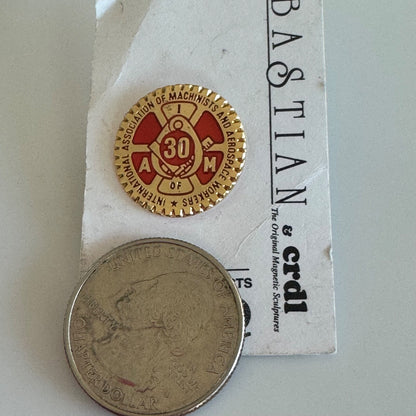 INTERNATIONAL ASSOCIATION OF MACHINISTS AND AEROSPACE WORKERS ★
I
A 30 M
OF
BASTIAN
& crdl
The Original Magnetic Sculptures
UNITED STATES OF AMERICA
QUARTER DOLLAR